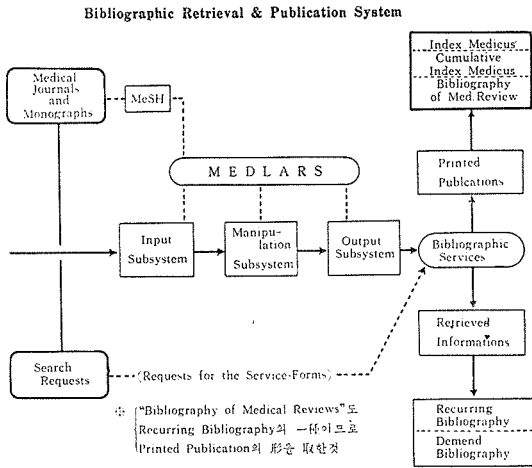 Bibliographic Retrieval & Publication System
Medical
Journals
and
Monographs
MeSH
MEDLARS
Input
Subsystem
Manipu-
lation
Subsystem
Output
Subsystem
Bibliographic
Services
Index Medicus
Cumulative
Index Medicus
Bibliography
of Med. Review
Printed
Publcations
Retrieved
Informations
Recurring
Bibliography
Demend
Bibliography
Search
Requests
(Requests for the Service-Forms)
※ "Bibliography of Medical Reviews"도
Recurring Bibliography의 一種이므로
Printed Publication의 形을 取한것